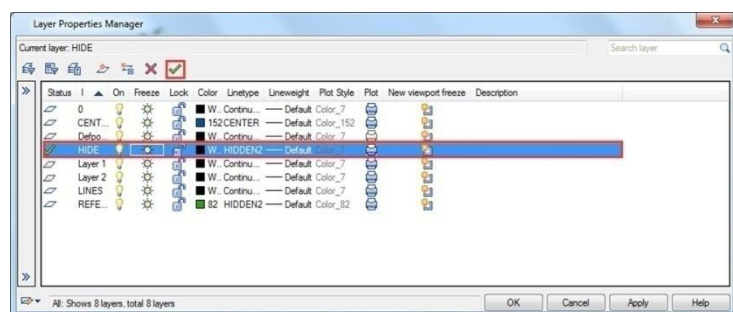 Layer Properties Manager
Current layer: HIDE
Search layer
Status On Freeze Lock Color Linetype Lineweight Plot Style Plot New viewport freeze Description
0 W... Continu... Default Color_7
CENT... 152 CENTER Default Color_152
Defpo... W... Continu... Default Color_7
HIDE W... HIDDEN2 Default Color_7
Layer 1 W... Continu... Default Color_7
Layer 2 W... Continu... Default Color_7
LINES W... Continu... Default Color_7
REFE... 82 HIDDEN2 Default Color_82
All: Shows 8 layers, total 8 layers
OK Cancel Apply Help